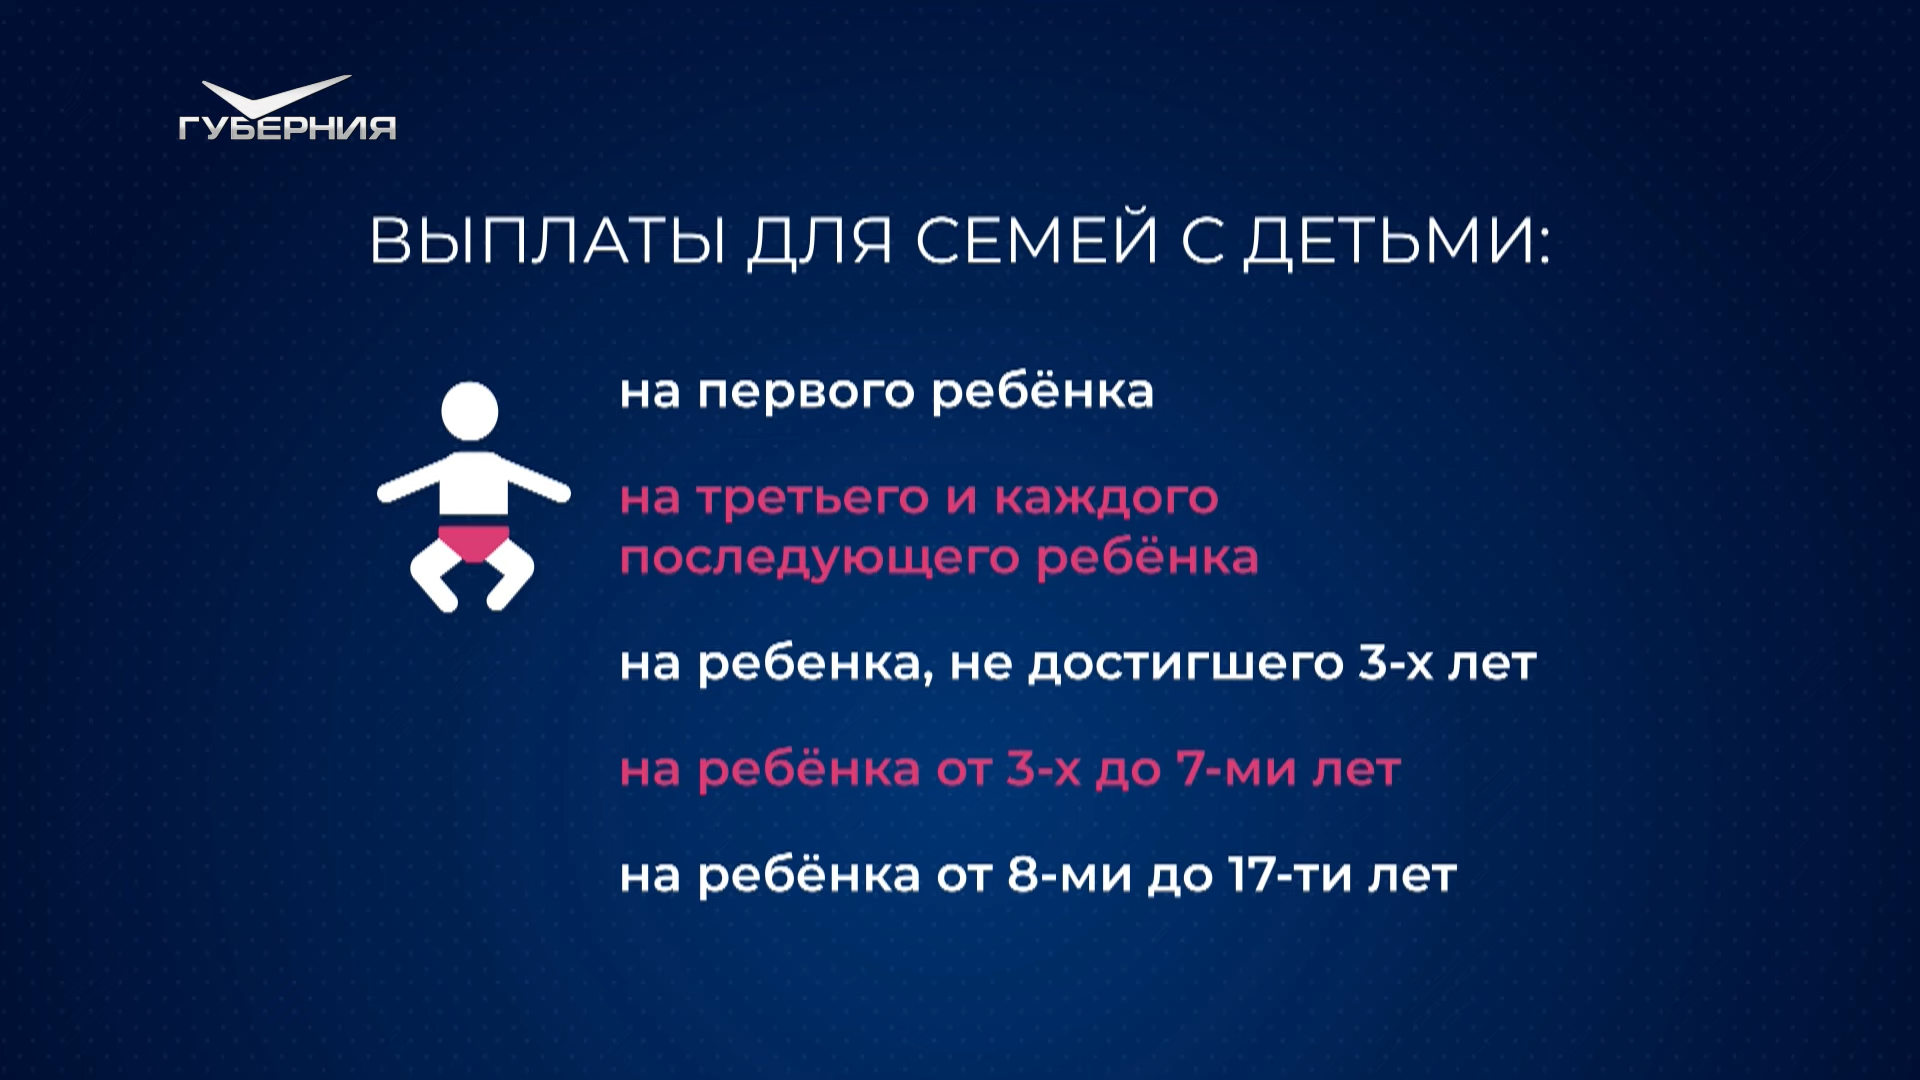 ГУБЕРНИЯ
ВЫПЛАТЫ ДЛЯ СЕМЕЙ С ДЕТЬМИ:
на первого ребёнка
на третьего и каждого
последующего ребёнка
на ребенка, не достигшего 3-х лет
на ребёнка от 3-х до 7-ми лет
на ребёнка от 8-ми до 17-ти лет